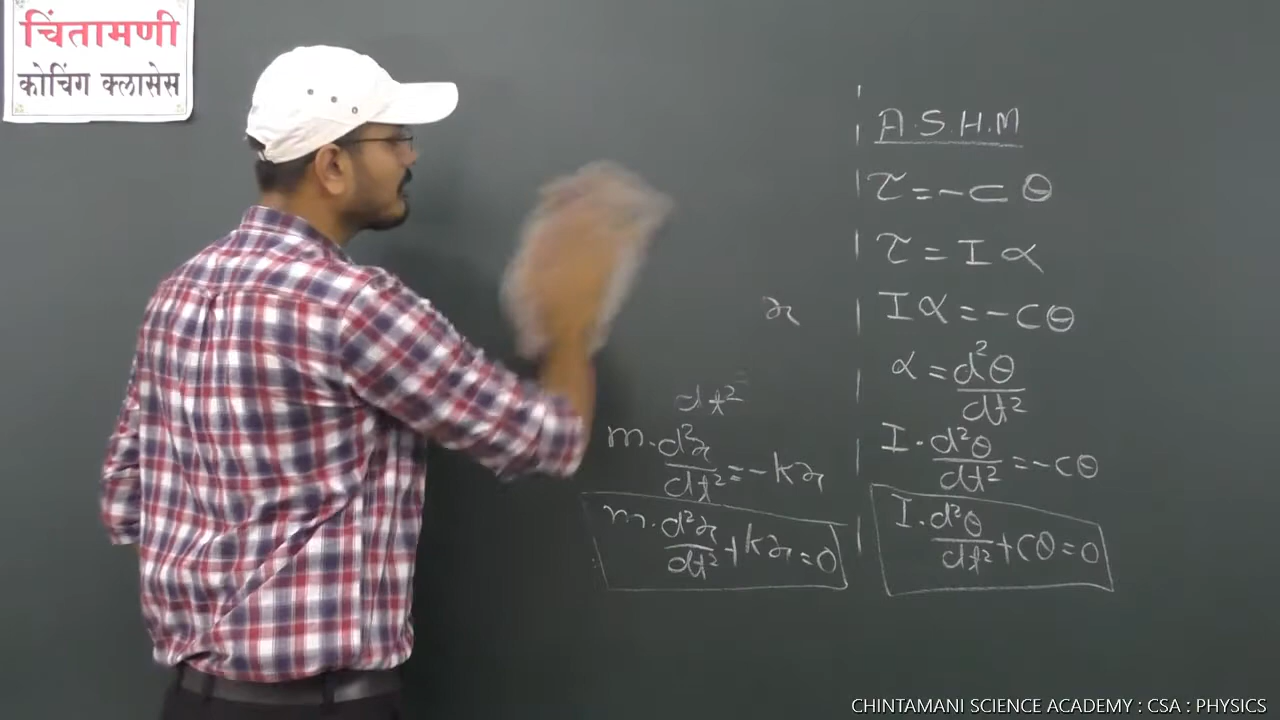 चिंतामणी
कोचिंग क्लासेस
x
dt²
m·d²x/dt²=-kx
m·d²x/dt²+kx=0
A.S.H.M
τ=-cθ
τ=Iα
Iα=-cθ
α=d²θ/dt²
I·d²θ/dt²=-cθ
I·d²θ/dt²+cθ=0
CHINTAMANI SCIENCE ACADEMY : CSA : PHYSICS